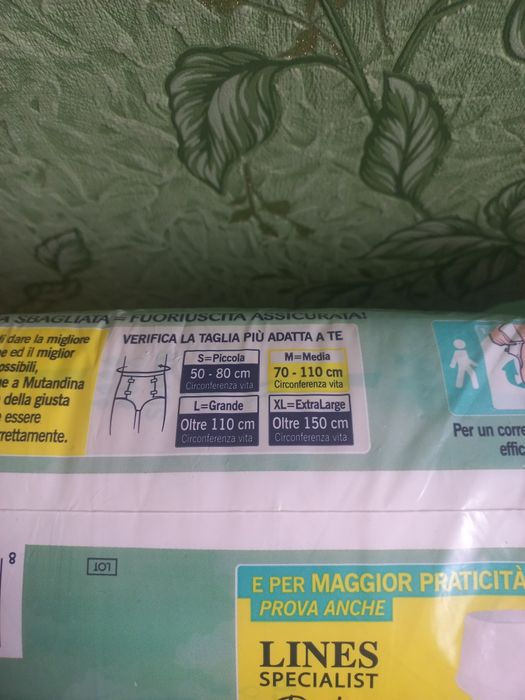 SBAGLIATA = FUORIUSCITA ASSICURATA!
di dare la migliore
e ed il miglior
ossibili,
e a Mutandina
della giusta
essere
rrettamente.
VERIFICA LA TAGLIA PIÙ ADATTA A TE
S=Piccola
50 - 80 cm
Circonferenza vita
M=Media
70 - 110 cm
Circonferenza vita
L=Grande
Oltre 110 cm
Circonferenza vita
XL=ExtraLarge
Oltre 150 cm
Circonferenza vita
Per un corre
effic
8
LOT
E PER MAGGIOR PRATICITÀ
PROVA ANCHE
LINES
SPECIALIST